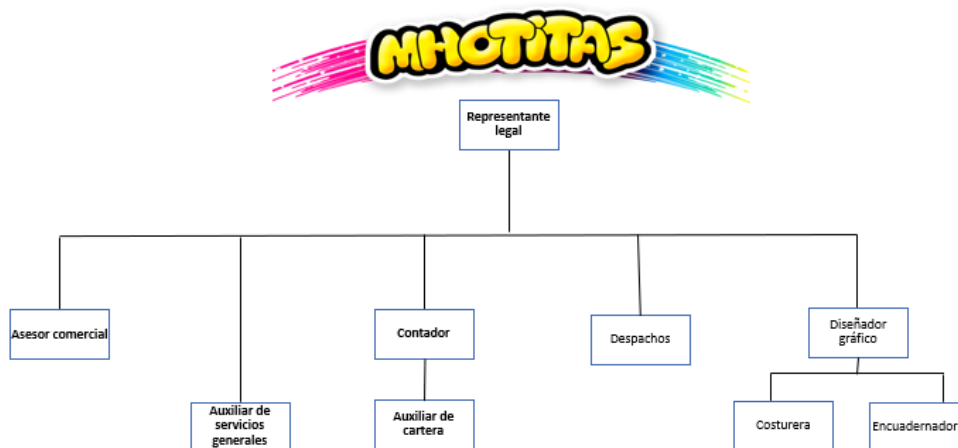 MHOTITAS
Representante
legal
Asesor comercial
Contador
Despachos
Diseñador
gráfico
Auxiliar de
servicios
generales
Auxiliar de
cartera
Costurera
Encuadernador